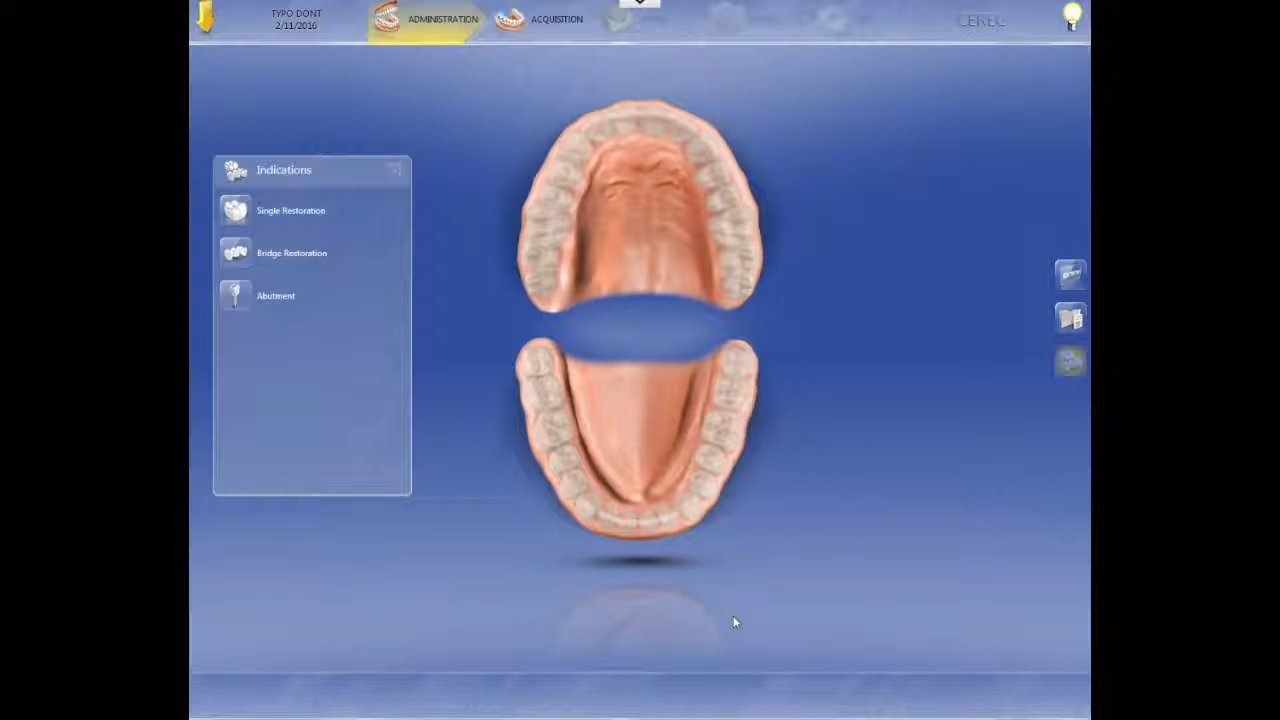 TYPO DONT
2/11/2016
ADMINISTRATION
ACQUISITION
CEREC
Indications
Single Restoration
Bridge Restoration
Abutment